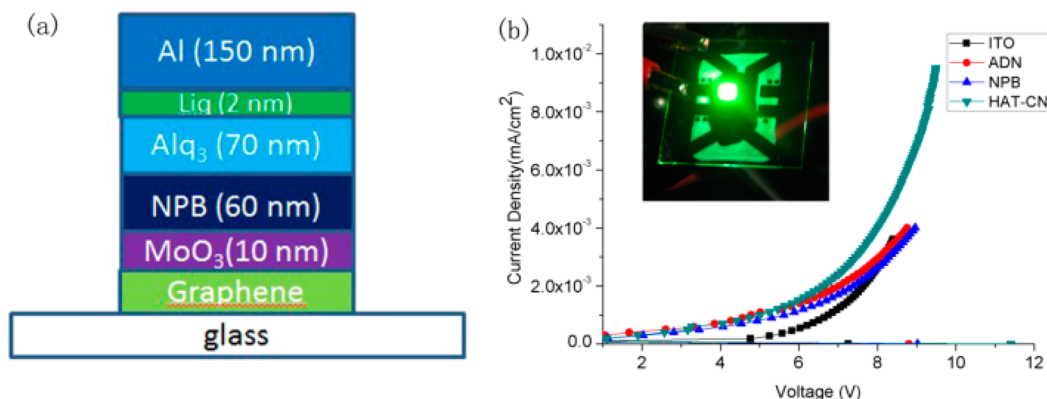 (a)
Al (150 nm)
Liq (2 nm)
Alq₃ (70 nm)
NPB (60 nm)
MoO₃(10 nm)
Graphene
glass
(b)
Current Density(mA/cm²)
1.0x10⁻²
8.0x10⁻³
6.0x10⁻³
4.0x10⁻³
2.0x10⁻³
0.0
2 4 6 8 10 12 14
Voltage (V)
ITO
ADN
NPB
HAT-CN